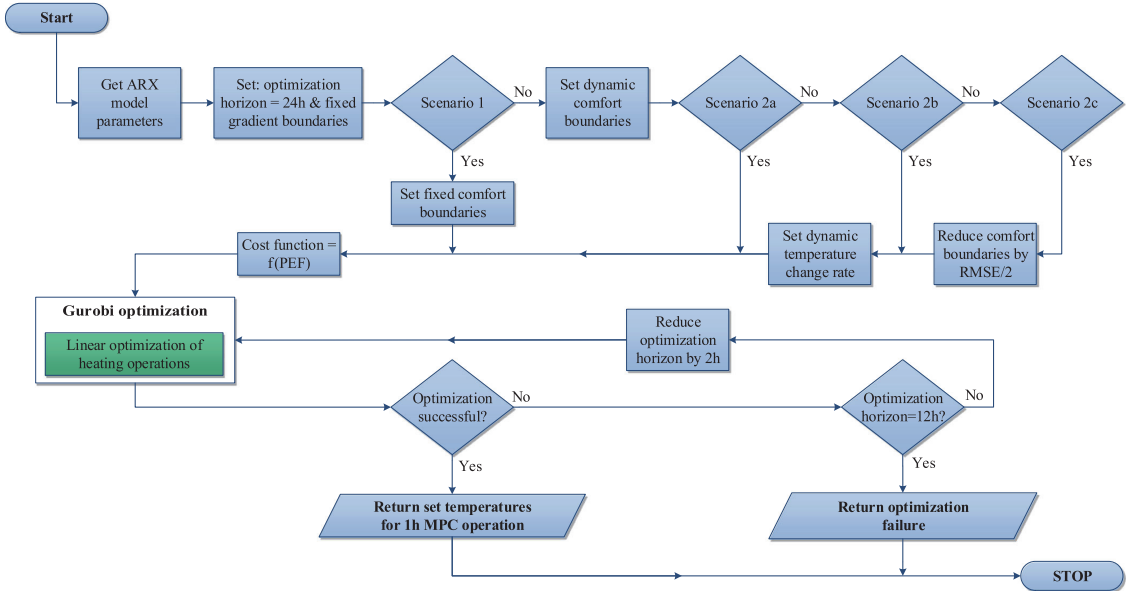 Start
Get ARX
model
parameters
Set: optimization
horizon = 24h & fixed
gradient boundaries
Scenario 1
No
Set dynamic
comfort
boundaries
Scenario 2a
No
Scenario 2b
No
Scenario 2c
Yes
Yes
Yes
Yes
Set fixed comfort
boundaries
Cost function =
f(PEF)
Set dynamic
temperature
change rate
Reduce comfort
boundaries by
RMSE/2
Gurobi optimization
Linear optimization of
heating operations
Reduce
optimization
horizon by 2h
Optimization
successful?
No
Optimization
horizon=12h?
No
Yes
Yes
Return set temperatures
for 1h MPC operation
Return optimization
failure
STOP